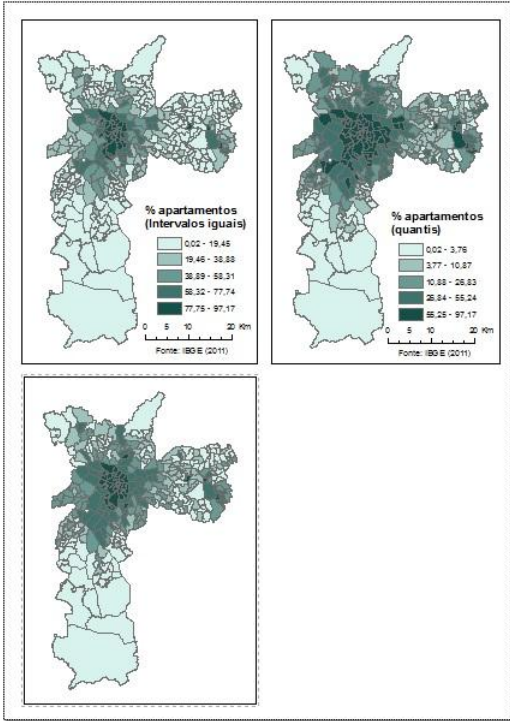 % apartamentos
(Intervalos iguais)
0,02 - 19,45
19,46 - 38,88
38,89 - 58,31
58,32 - 77,74
77,75 - 97,17
0 5 10 20 Km
Fonte: IBGE (2011)
% apartamentos
(quantis)
0,02 - 3,76
3,77 - 10,87
10,88 - 26,83
26,84 - 55,24
55,25 - 97,17
0 5 10 20 Km
Fonte: IBGE (2011)